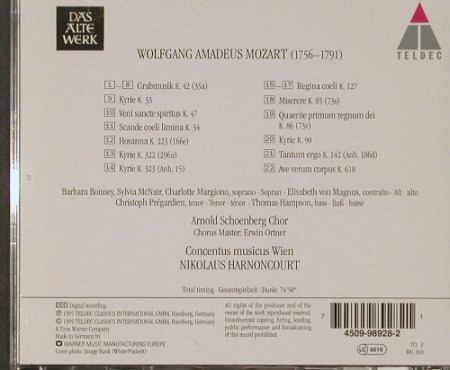 DAS
ALTE
WERK
TELDEC
WOLFGANG AMADEUS MOZART (1756–1791)
1 – 8 Grabmusik K. 42 (35a)
9 Kyrie K. 33
10 Veni sancte spiritus K. 47
11 Scande coeli limina K. 34
12 Hosanna K. 223 (166e)
13 Kyrie K. 322 (296a)
14 Kyrie K. 323 (Anh. 15)
15 – 17 Regina coeli K. 127
18 Miserere K. 85 (73s)
19 Quaerite primum regnum dei
K. 86 (73v)
20 Kyrie K. 90
21 Tantum ergo K. 142 (Anh. 186d)
22 Ave verum corpus K. 618
Barbara Bonney, Sylvia McNair, Charlotte Margiono, soprano · Sopran · Elisabeth von Magnus, contralto · Alt · alto
Christoph Prégardien, tenor · Tenor · ténor · Thomas Hampson, bass · Baß · basse
Arnold Schoenberg Chor
Chorus Master: Erwin Ortner
Concentus musicus Wien
NIKOLAUS HARNONCOURT
Total timing · Gesamtspielzeit · Durée: 74'50"
DDD Digital recording
℗ 1995 TELDEC CLASSICS INTERNATIONAL GMBH, Hamburg, Germany
© 1995 TELDEC CLASSICS INTERNATIONAL GMBH, Hamburg, Germany
A Time Warner Company
Made in Germany by
WARNER MUSIC MANUFACTURING EUROPE
Cover photo: Image Bank (White/Packert)
All rights of the producer and of the
owner of the work reproduced reserved.
Unauthorised copying, hiring, lending,
public performance and broadcasting
of this record prohibited.
7 1
4509-98928-2
LC 6019